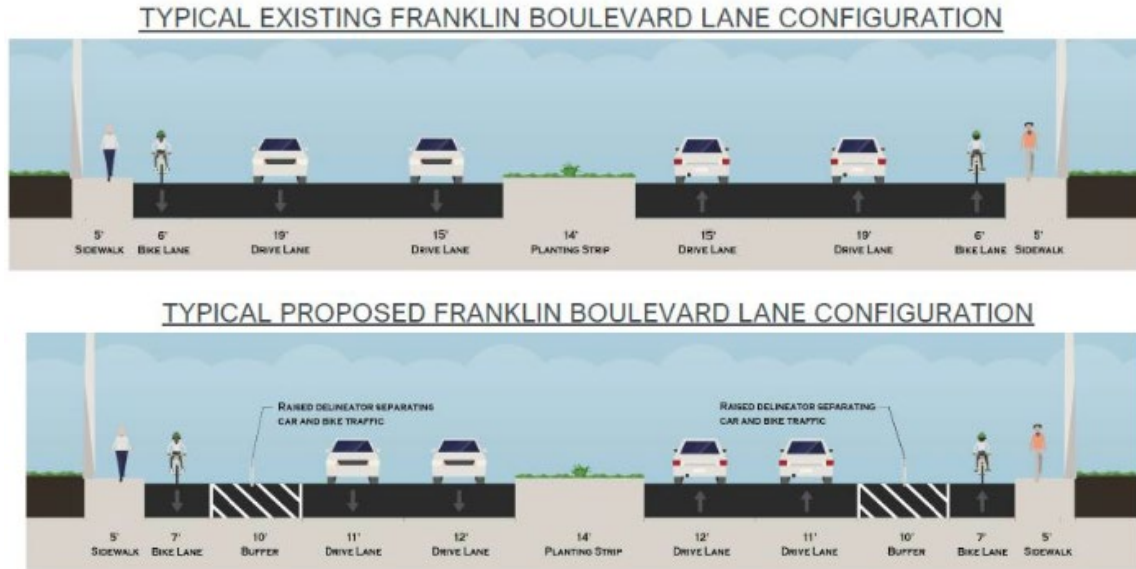 TYPICAL EXISTING FRANKLIN BOULEVARD LANE CONFIGURATION
5' 6' 19' 15' 14' 15' 19' 6' 5'
SIDEWALK BIKE LANE DRIVE LANE DRIVE LANE PLANTING STRIP DRIVE LANE DRIVE LANE BIKE LANE SIDEWALK
TYPICAL PROPOSED FRANKLIN BOULEVARD LANE CONFIGURATION
RAISED DELINEATOR SEPARATING
CAR AND BIKE TRAFFIC
RAISED DELINEATOR SEPARATING
CAR AND BIKE TRAFFIC
5' 7' 10' 11' 12' 14' 12' 11' 10' 7' 5'
SIDEWALK BIKE LANE BUFFER DRIVE LANE DRIVE LANE PLANTING STRIP DRIVE LANE DRIVE LANE BUFFER BIKE LANE SIDEWALK